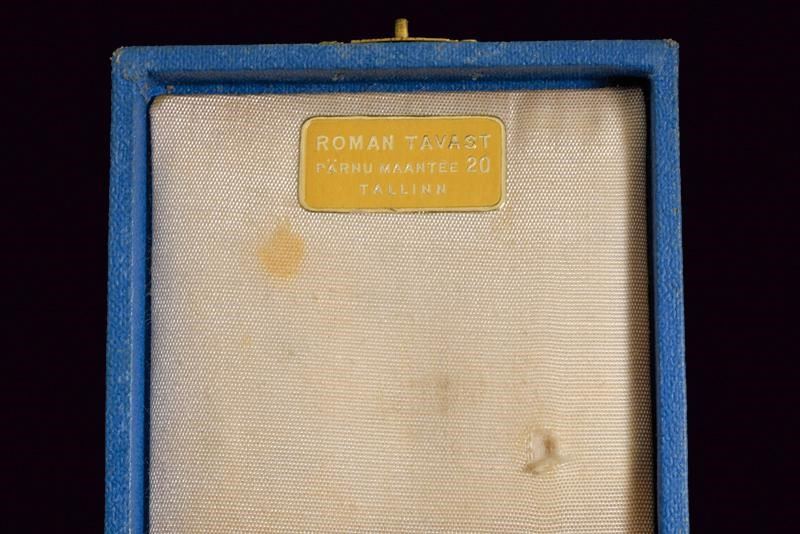 ROMAN TAVAST
PÄRNU MAANTEE 20
TALLINN